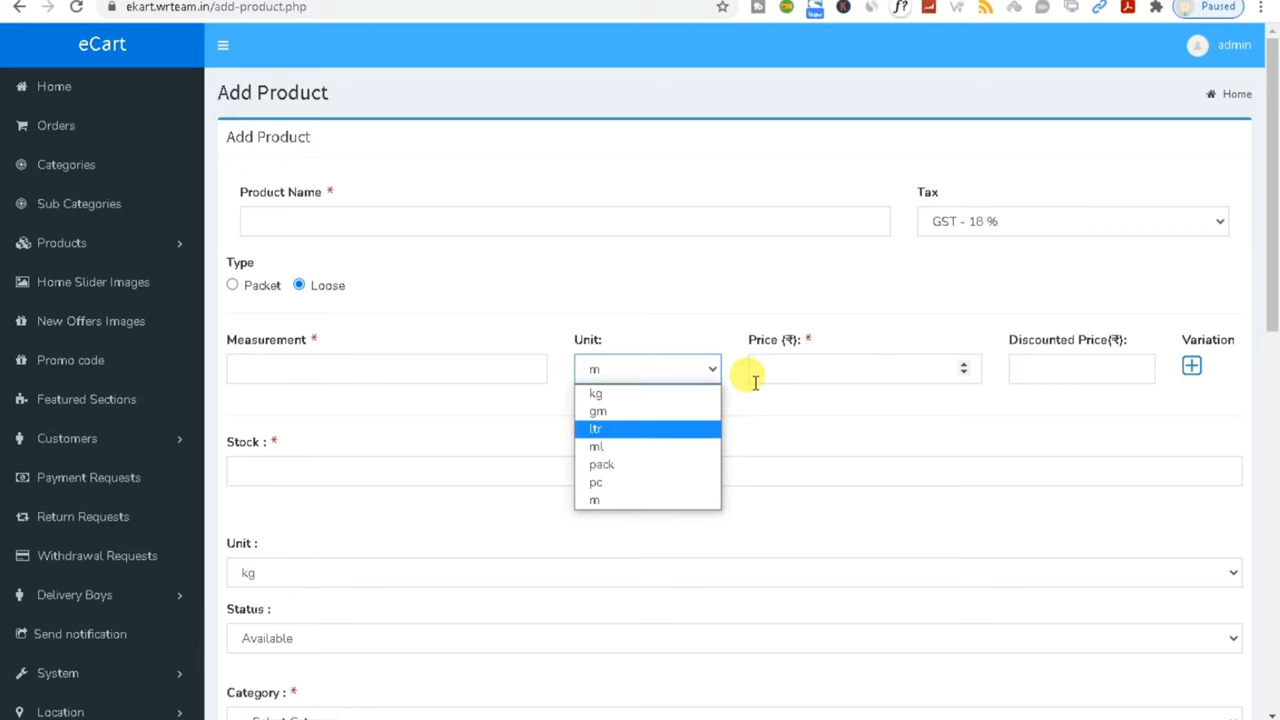 ekart.wrteam.in/add-product.php
New
f?
Paused
eCart
admin
Home
Orders
Categories
Sub Categories
Products
Home Slider Images
New Offers Images
Promo code
Featured Sections
Customers
Payment Requests
Return Requests
Withdrawal Requests
Delivery Boys
Send notification
System
Location
Add Product
Home
Add Product
Product Name *
Tax
GST - 18 %
Type
Packet
Loose
Measurement *
Unit:
Price (₹): *
Discounted Price(₹):
Variation
m
kg
gm
ltr
ml
pack
pc
m
Stock : *
Unit :
kg
Status :
Available
Category : *
Select Category